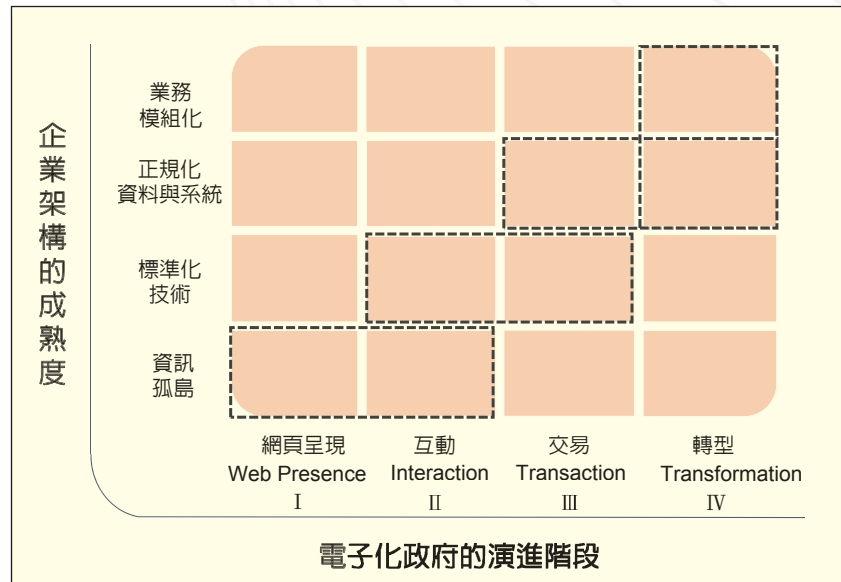 企業架構的成熟度
業務
模組化
正規化
資料與系統
標準化
技術
資訊
孤島
網頁呈現
Web Presence
I
互動
Interaction
II
交易
Transaction
III
轉型
Transformation
IV
電子化政府的演進階段